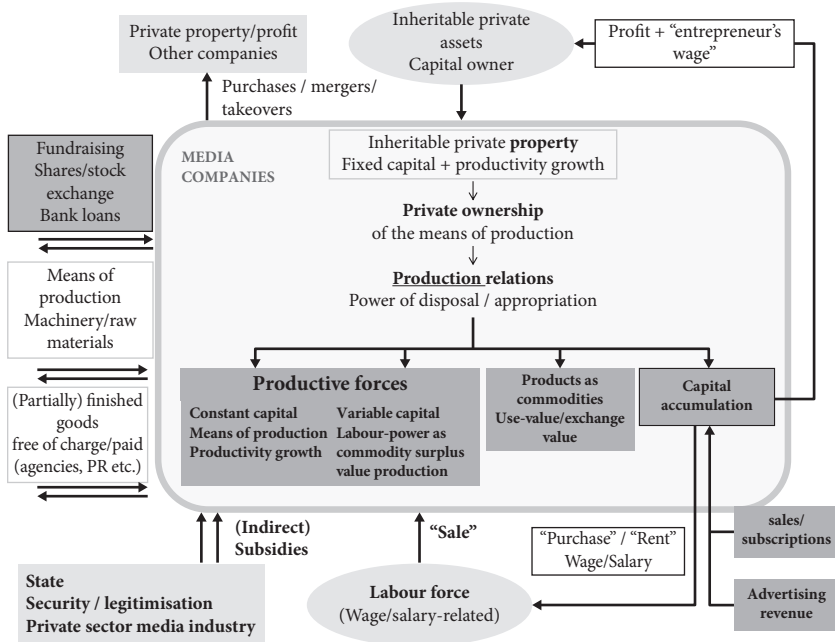 Private property/profit
Other companies
Inheritable private
assets
Capital owner
Profit + “entrepreneur’s
wage”
Purchases / mergers/
takeovers
Fundraising
Shares/stock
exchange
Bank loans
MEDIA
COMPANIES
Inheritable private property
Fixed capital + productivity growth
Private ownership
of the means of production
Production relations
Power of disposal / appropriation
Means of
production
Machinery/raw
materials
(Partially) finished
goods
free of charge/paid
(agencies, PR etc.)
Productive forces
Constant capital
Means of production
Productivity growth
Variable capital
Labour-power as
commodity surplus
value production
Products as
commodities
Use-value/exchange
value
Capital
accumulation
(Indirect)
Subsidies
“Sale”
“Purchase” / “Rent”
Wage/Salary
sales/
subscriptions
State
Security / legitimisation
Private sector media industry
Labour force
(Wage/salary-related)
Advertising
revenue